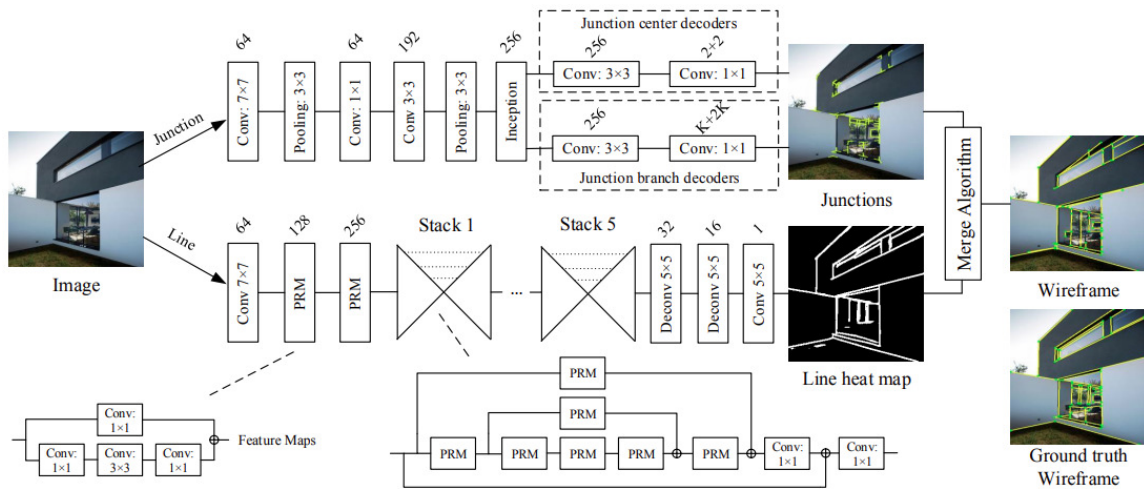 64
64
192
256
Conv: 7×7
Pooling: 3×3
Conv: 1×1
Conv 3×3
Pooling: 3×3
Inception
Junction center decoders
256
2+2
Conv: 3×3
Conv: 1×1
256
K+2K
Conv: 3×3
Conv: 1×1
Junction branch decoders
Junction
Line
Image
Junctions
Merge Algorithm
Wireframe
64
128
256
Stack 1
Stack 5
32
16
1
Conv 7×7
PRM
PRM
...
Deconv 5×5
Deconv 5×5
Conv 5×5
Line heat map
Conv:
1×1
Conv:
1×1
Conv:
3×3
Conv:
1×1
Feature Maps
PRM
PRM
PRM
PRM
PRM
PRM
PRM
Conv:
1×1
Conv:
1×1
Ground truth
Wireframe